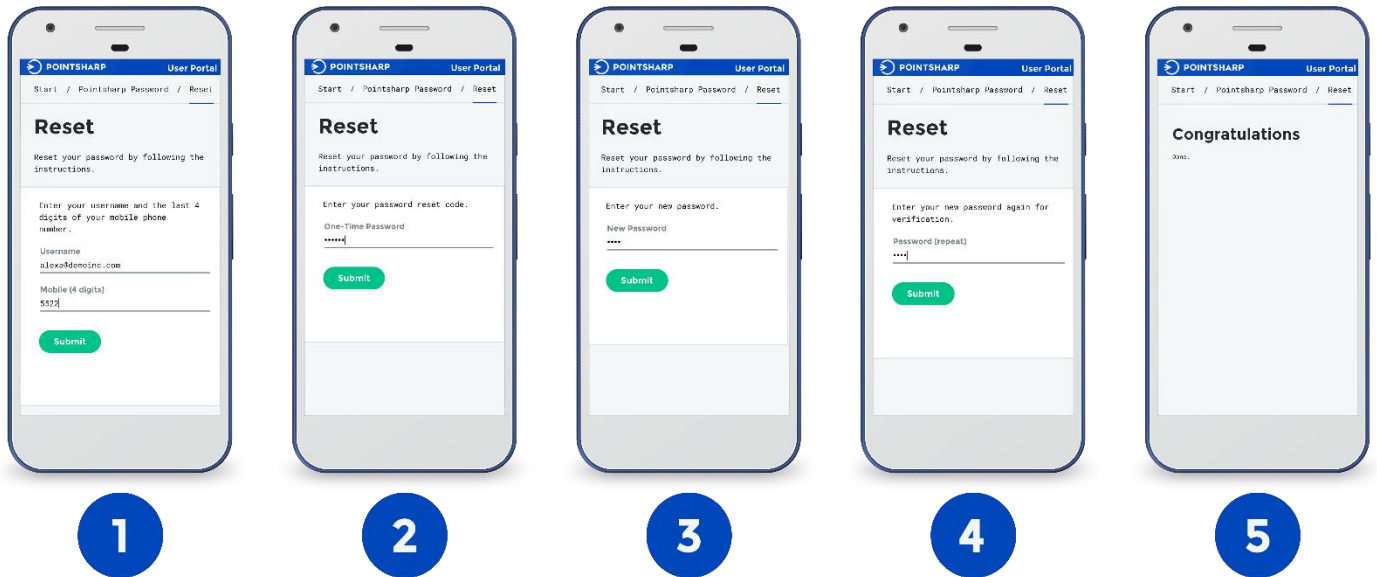 POINTSHARP User Portal
Start / Pointsharp Password / Reset
Reset
Reset your password by following the
instructions.
Enter your username and the last 4
digits of your mobile phone
number.
Username
alexa@demoinc.com
Mobile (4 digits)
5522
Submit
1
POINTSHARP User Portal
Start / Pointsharp Password / Reset
Reset
Reset your password by following the
instructions.
Enter your password reset code.
One-Time Password
••••••
Submit
2
POINTSHARP User Portal
Start / Pointsharp Password / Reset
Reset
Reset your password by following the
instructions.
Enter your new password.
New Password
••••
Submit
3
POINTSHARP User Portal
Start / Pointsharp Password / Reset
Reset
Reset your password by following the
instructions.
Enter your new password again for
verification.
Password (repeat)
••••
Submit
4
POINTSHARP User Portal
Start / Pointsharp Password / Reset
Congratulations
Done.
5